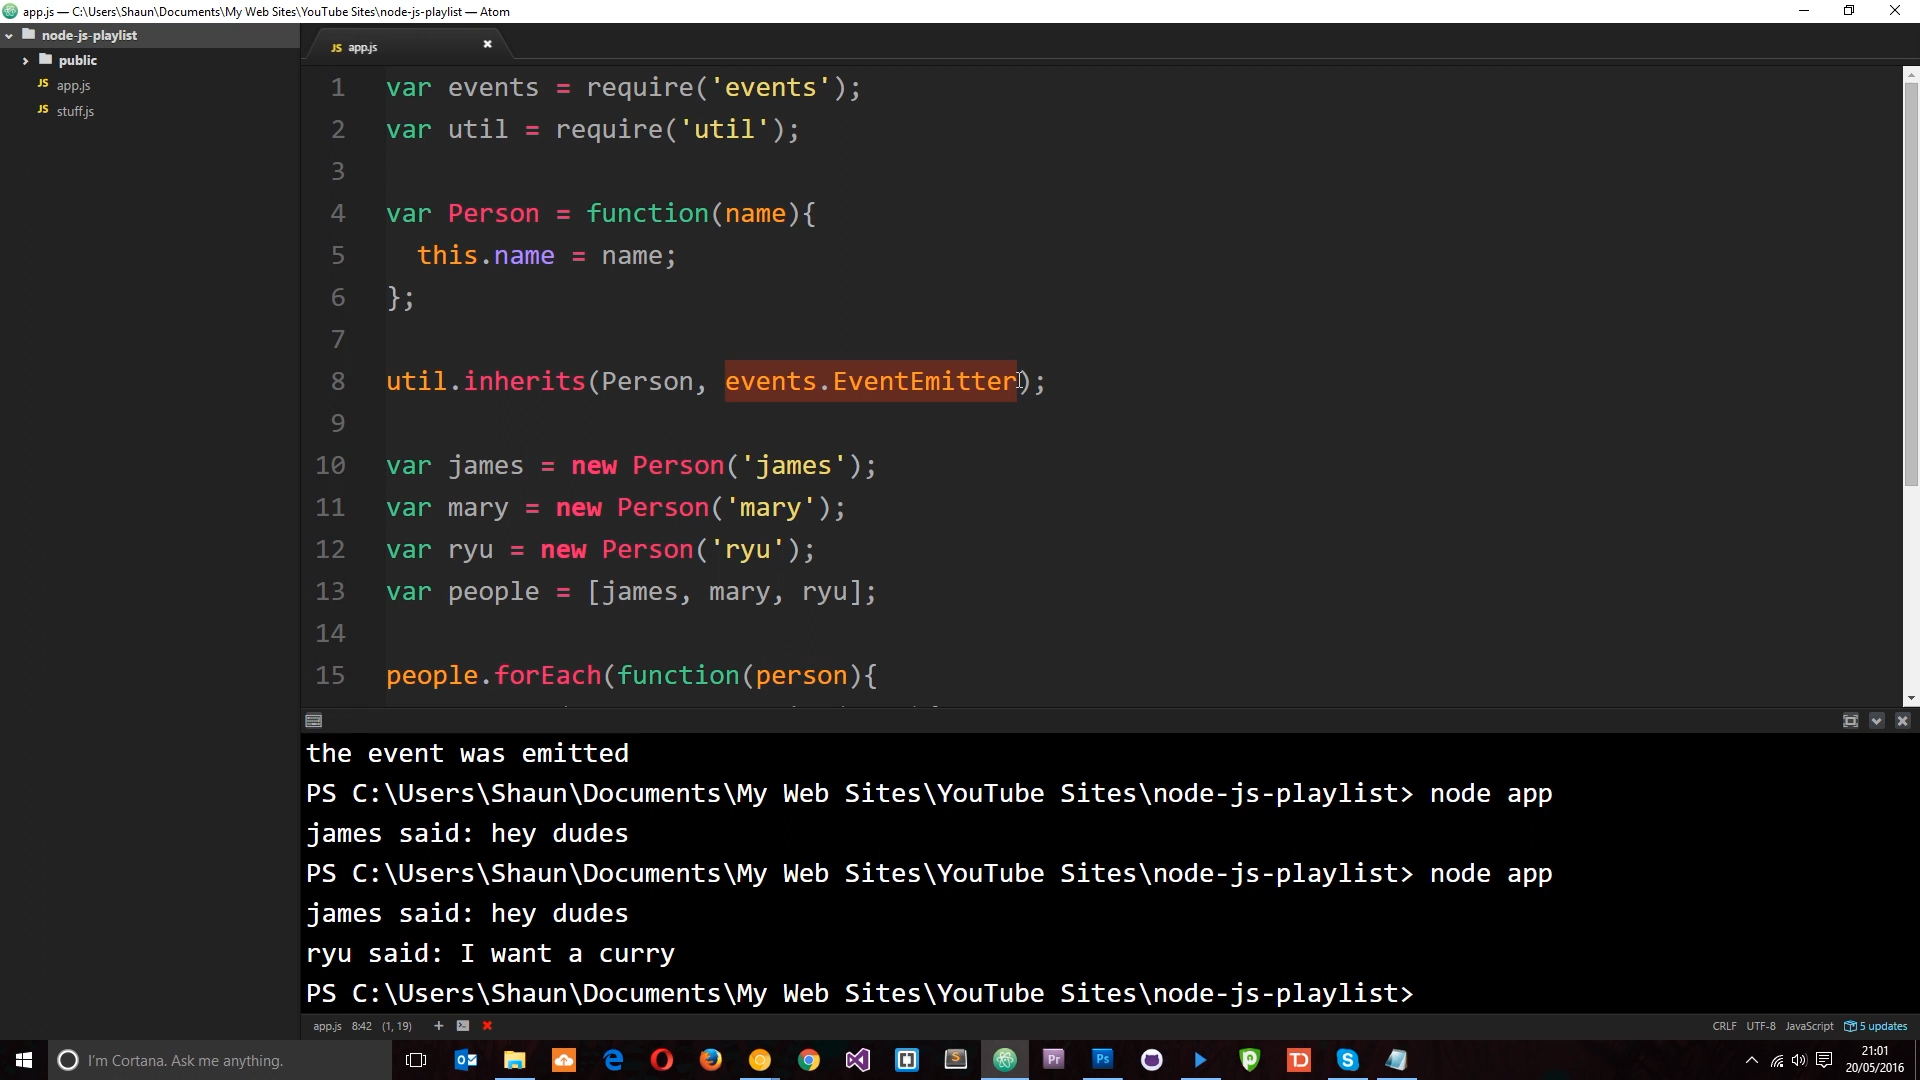 app.js — C:\Users\Shaun\Documents\My Web Sites\YouTube Sites\node-js-playlist — Atom
node-js-playlist
public
JS app.js
JS stuff.js
JS app.js
1 var events = require('events');
2 var util = require('util');
3
4 var Person = function(name){
5 this.name = name;
6 };
7
8 util.inherits(Person, events.EventEmitter);
9
10 var james = new Person('james');
11 var mary = new Person('mary');
12 var ryu = new Person('ryu');
13 var people = [james, mary, ryu];
14
15 people.forEach(function(person){
the event was emitted
PS C:\Users\Shaun\Documents\My Web Sites\YouTube Sites\node-js-playlist> node app
james said: hey dudes
PS C:\Users\Shaun\Documents\My Web Sites\YouTube Sites\node-js-playlist> node app
james said: hey dudes
ryu said: I want a curry
PS C:\Users\Shaun\Documents\My Web Sites\YouTube Sites\node-js-playlist>
app.js 8:42 (1, 19) CRLF UTF-8 JavaScript 5 updates
I'm Cortana. Ask me anything.
Pr
Ps
TD
21:01
20/05/2016